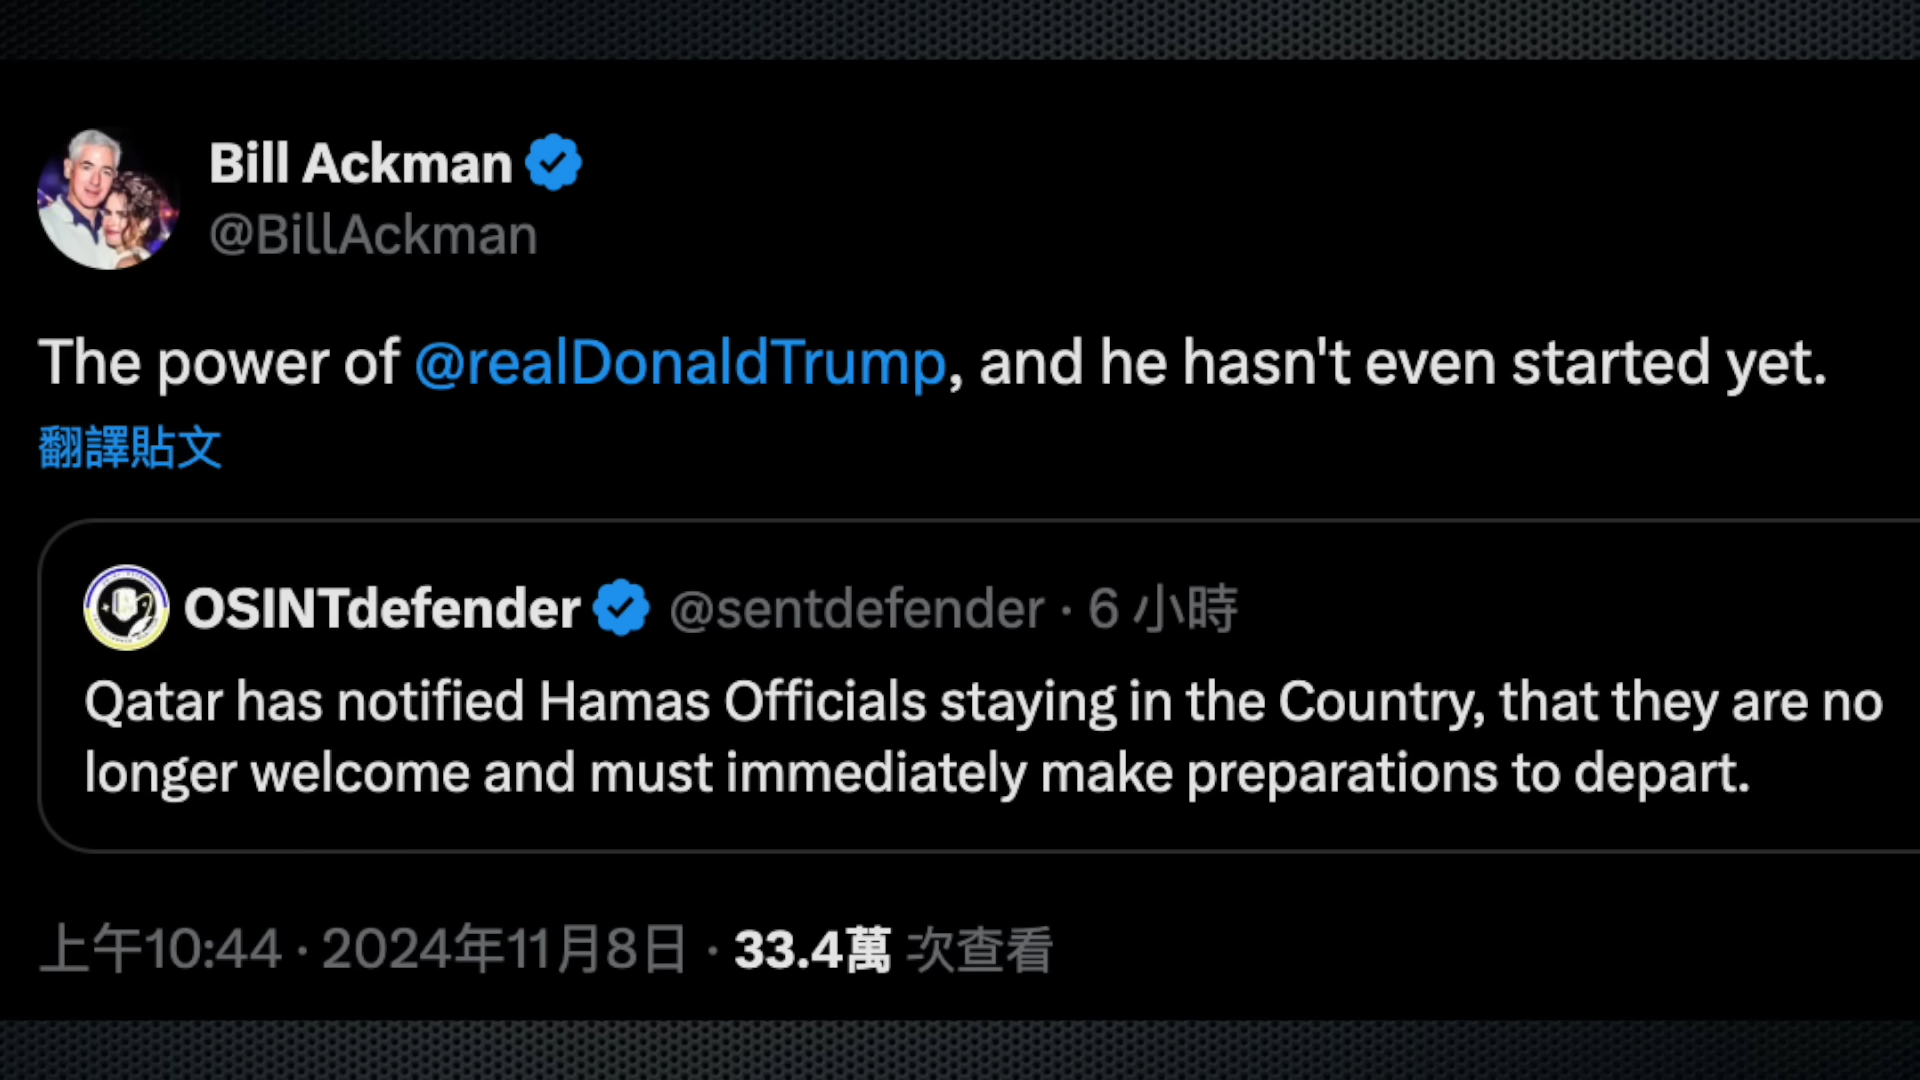 Bill Ackman
@BillAckman
The power of @realDonaldTrump, and he hasn't even started yet.
翻譯貼文
OSINTdefender @sentdefender · 6 小時
Qatar has notified Hamas Officials staying in the Country, that they are no
longer welcome and must immediately make preparations to depart.
上午10:44 · 2024年11月8日 · 33.4萬 次查看